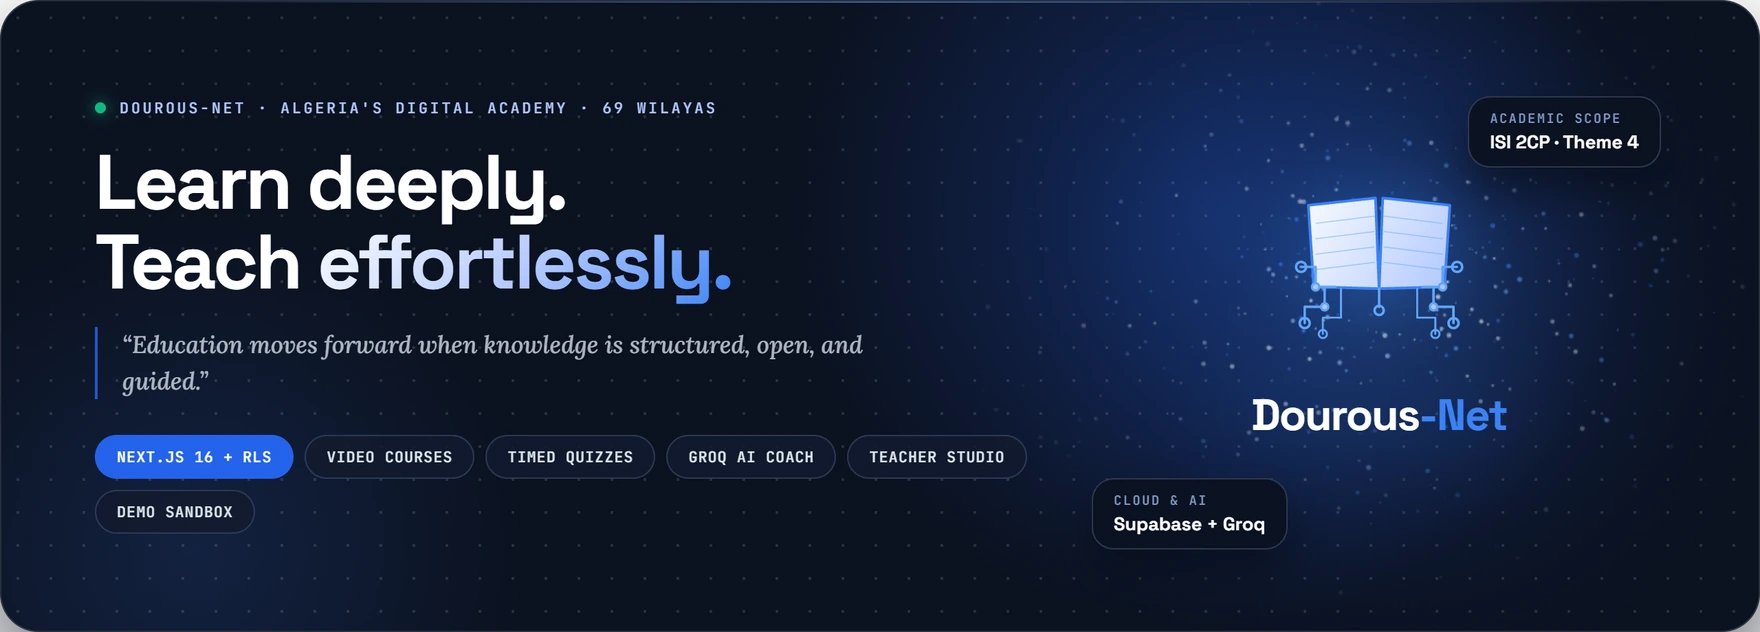 DOUROUS-NET · ALGERIA'S DIGITAL ACADEMY · 69 WILAYAS
Learn deeply.
Teach effortlessly.
“Education moves forward when knowledge is structured, open, and
guided.”
NEXT.JS 16 + RLS
VIDEO COURSES
TIMED QUIZZES
GROQ AI COACH
TEACHER STUDIO
DEMO SANDBOX
ACADEMIC SCOPE
ISI 2CP · Theme 4
Dourous-Net
CLOUD & AI
Supabase + Groq